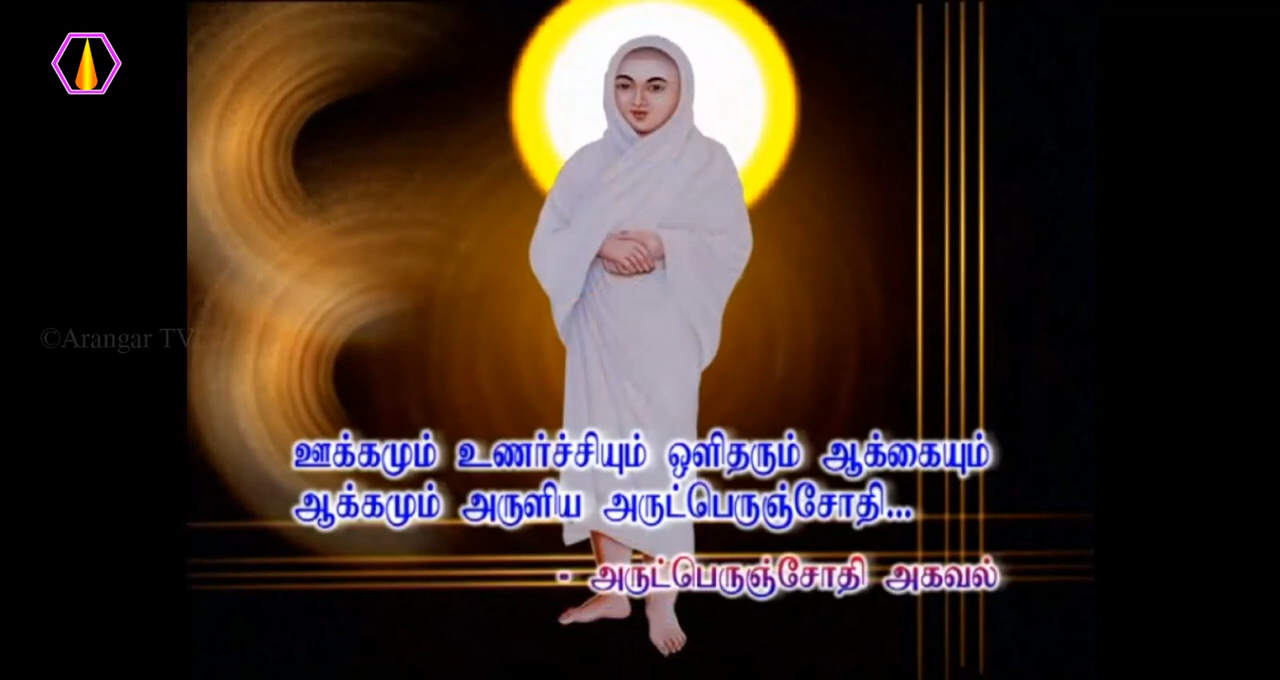 ©Arangar TV
ஊக்கமும் உணர்ச்சியும் ஒளிதரும் ஆக்கையும்
ஆக்கமும் அருளிய அருட்பெருஞ்சோதி...
- அருட்பெருஞ்சோதி அகவல்